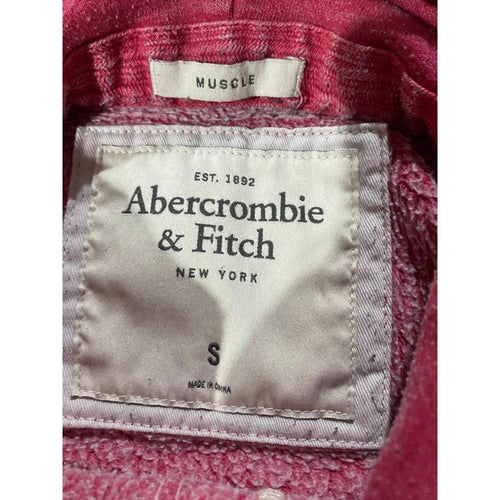 MUSCLE
EST. 1892
Abercrombie
& Fitch
NEW YORK
S
MADE IN CHINA